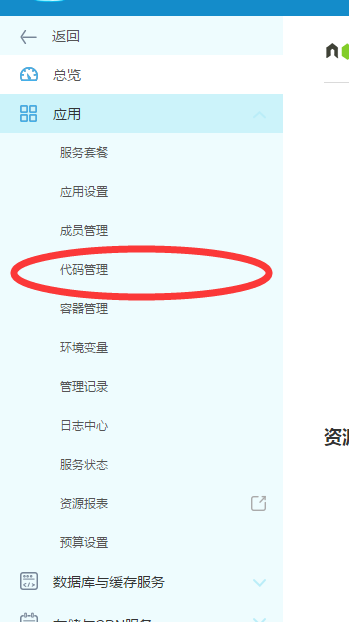 返回
总览
应用
服务套餐
应用设置
成员管理
代码管理
容器管理
环境变量
管理记录
日志中心
服务状态
资源报表
预算设置
资
数据库与缓存服务